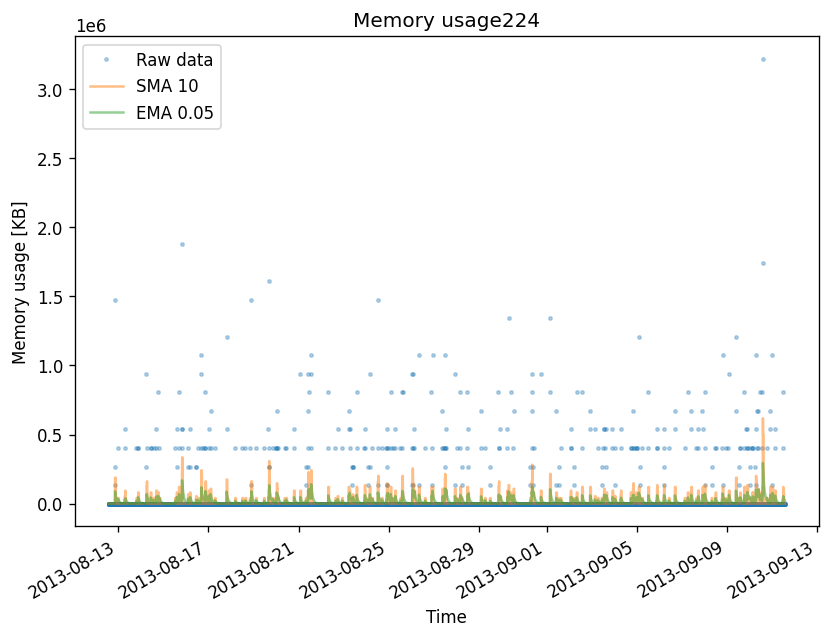 Memory usage224
1e6
Raw data
SMA 10
EMA 0.05
3.0
2.5
2.0
1.5
1.0
0.5
0.0
Memory usage [KB]
2013-08-13
2013-08-17
2013-08-21
2013-08-25
2013-08-29
2013-09-01
2013-09-05
2013-09-09
2013-09-13
Time